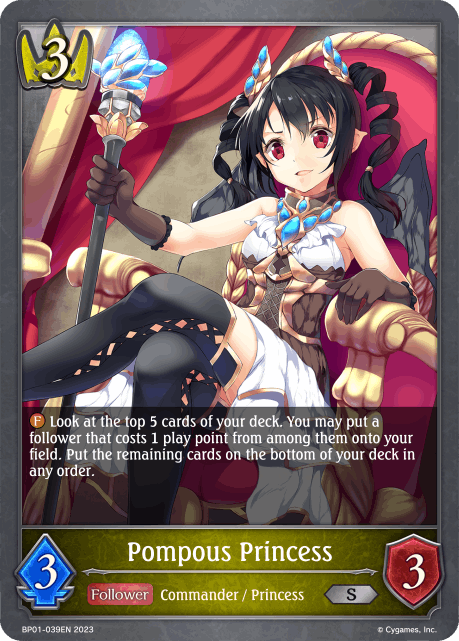 3
F Look at the top 5 cards of your deck. You may put a
follower that costs 1 play point from among them onto your
field. Put the remaining cards on the bottom of your deck in
any order.
Pompous Princess
3
Follower Commander / Princess S
3
BP01-039EN 2023 © Cygames, Inc.